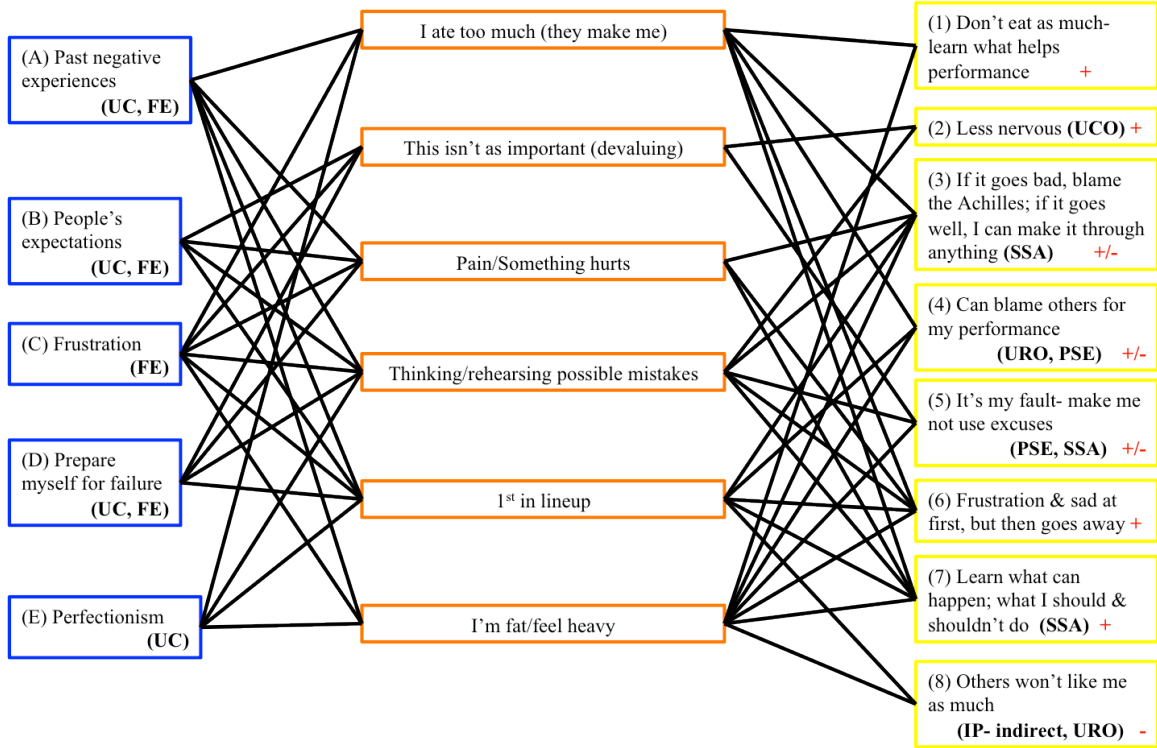 (A) Past negative
experiences
(UC, FE)
(B) People’s
expectations
(UC, FE)
(C) Frustration
(FE)
(D) Prepare
myself for failure
(UC, FE)
(E) Perfectionism
(UC)
I ate too much (they make me)
This isn’t as important (devaluing)
Pain/Something hurts
Thinking/rehearsing possible mistakes
1st in lineup
I’m fat/feel heavy
(1) Don’t eat as much-
learn what helps
performance +
(2) Less nervous (UCO) +
(3) If it goes bad, blame
the Achilles; if it goes
well, I can make it through
anything (SSA) +/-
(4) Can blame others for
my performance
(URO, PSE) +/-
(5) It’s my fault- make me
not use excuses
(PSE, SSA) +/-
(6) Frustration & sad at
first, but then goes away +
(7) Learn what can
happen; what I should &
shouldn’t do (SSA) +
(8) Others won’t like me
as much
(IP- indirect, URO) -